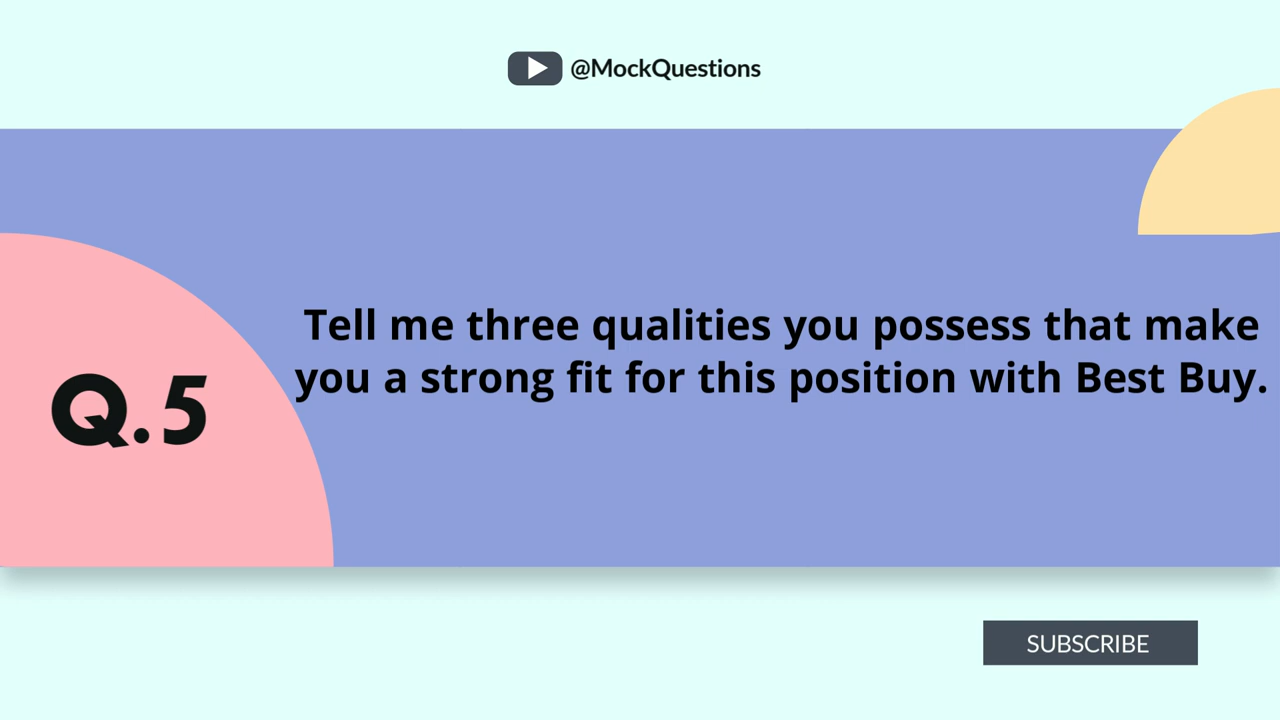 @MockQuestions
Tell me three qualities you possess that make
you a strong fit for this position with Best Buy.
Q.5
SUBSCRIBE